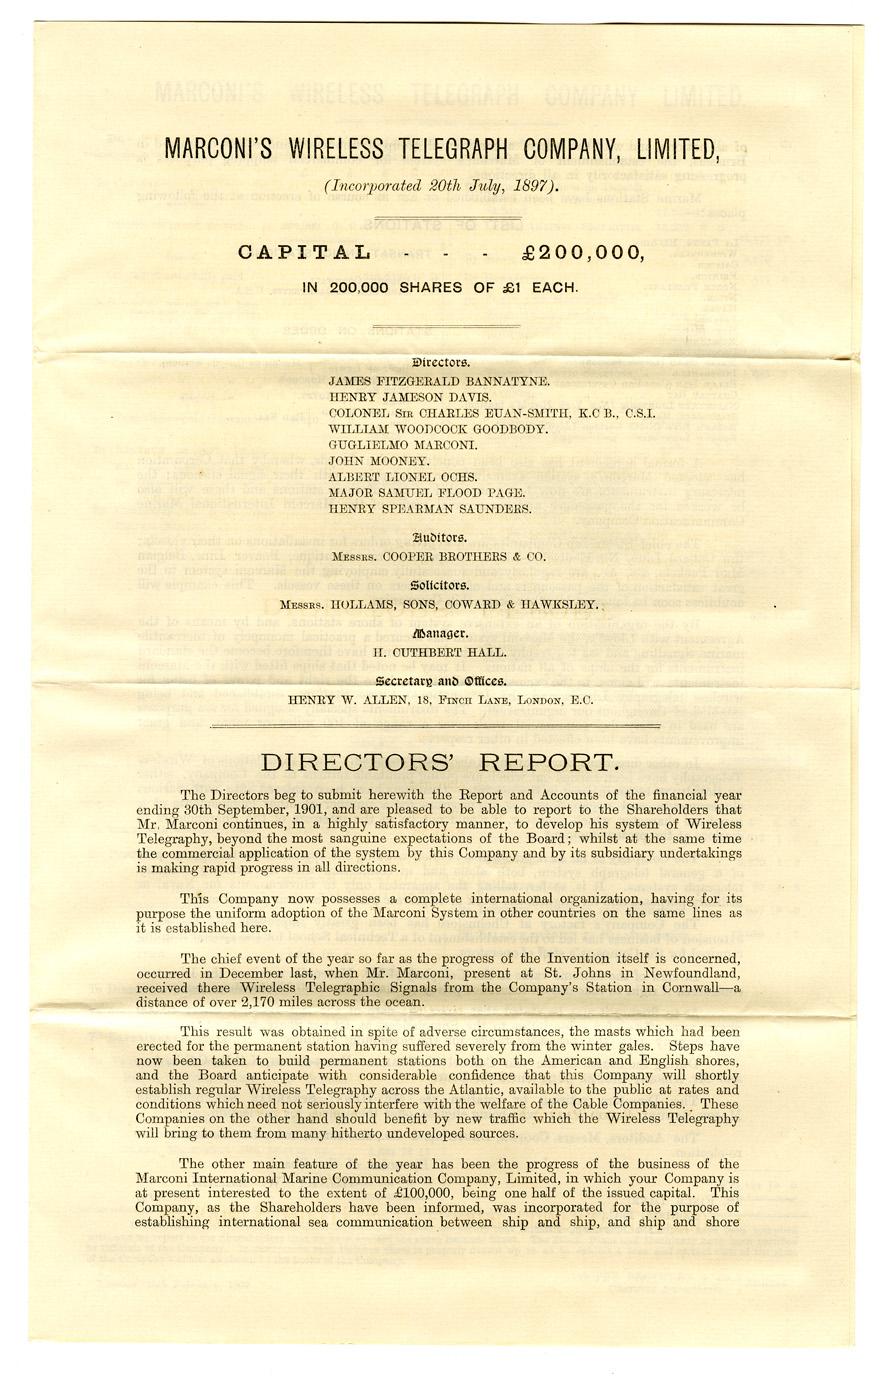 MARCONI'S WIRELESS TELEGRAPH COMPANY, LIMITED,
(Incorporated 20th July, 1897).
CAPITAL - - - £200,000,
IN 200,000 SHARES OF £1 EACH.
Directors.
JAMES FITZGERALD BANNATYNE.
HENRY JAMESON DAVIS.
COLONEL SIR CHARLES EUAN-SMITH, K.C B., C.S.I.
WILLIAM WOODCOCK GOODBODY.
GUGLIELMO MARCONI.
JOHN MOONEY.
ALBERT LIONEL OCHS.
MAJOR SAMUEL FLOOD PAGE.
HENRY SPEARMAN SAUNDERS.
Auditors.
MESSRS. COOPER BROTHERS & CO.
Solicitors.
MESSRS. HOLLAMS, SONS, COWARD & HAWKSLEY.
Manager.
H. CUTHBERT HALL.
Secretary and Offices.
HENRY W. ALLEN, 18, FINCH LANE, LONDON, E.C.
DIRECTORS' REPORT.
The Directors beg to submit herewith the Report and Accounts of the financial year
ending 30th September, 1901, and are pleased to be able to report to the Shareholders that
Mr. Marconi continues, in a highly satisfactory manner, to develop his system of Wireless
Telegraphy, beyond the most sanguine expectations of the Board; whilst at the same time
the commercial application of the system by this Company and by its subsidiary undertakings
is making rapid progress in all directions.
This Company now possesses a complete international organization, having for its
purpose the uniform adoption of the Marconi System in other countries on the same lines as
it is established here.
The chief event of the year so far as the progress of the Invention itself is concerned,
occurred in December last, when Mr. Marconi, present at St. Johns in Newfoundland,
received there Wireless Telegraphic Signals from the Company's Station in Cornwall—a
distance of over 2,170 miles across the ocean.
This result was obtained in spite of adverse circumstances, the masts which had been
erected for the permanent station having suffered severely from the winter gales. Steps have
now been taken to build permanent stations both on the American and English shores,
and the Board anticipate with considerable confidence that this Company will shortly
establish regular Wireless Telegraphy across the Atlantic, available to the public at rates and
conditions which need not seriously interfere with the welfare of the Cable Companies. These
Companies on the other hand should benefit by new traffic which the Wireless Telegraphy
will bring to them from many hitherto undeveloped sources.
The other main feature of the year has been the progress of the business of the
Marconi International Marine Communication Company, Limited, in which your Company is
at present interested to the extent of £100,000, being one half of the issued capital. This
Company, as the Shareholders have been informed, was incorporated for the purpose of
establishing international sea communication between ship and ship, and ship and shore